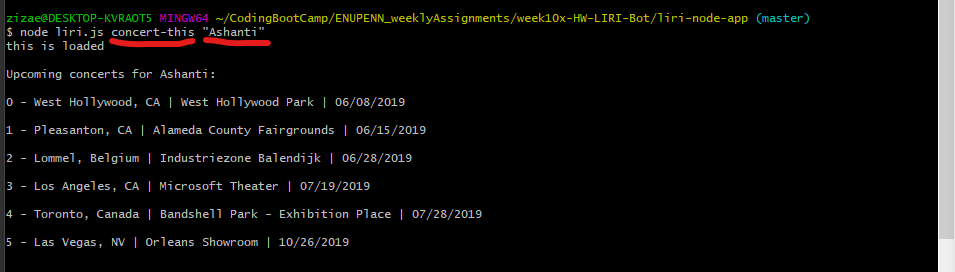 zizae@DESKTOP-KVRAOT5 MINGW64 ~/CodingBootCamp/ENUPENN_weeklyAssignments/week10x-HW-LIRI-Bot/liri-node-app (master)
$ node liri.js concert-this "Ashanti"
this is loaded
Upcoming concerts for Ashanti:
0 - West Hollywood, CA | West Hollywood Park | 06/08/2019
1 - Pleasanton, CA | Alameda County Fairgrounds | 06/15/2019
2 - Lommel, Belgium | Industriezone Balendijk | 06/28/2019
3 - Los Angeles, CA | Microsoft Theater | 07/19/2019
4 - Toronto, Canada | Bandshell Park - Exhibition Place | 07/28/2019
5 - Las Vegas, NV | Orleans Showroom | 10/26/2019